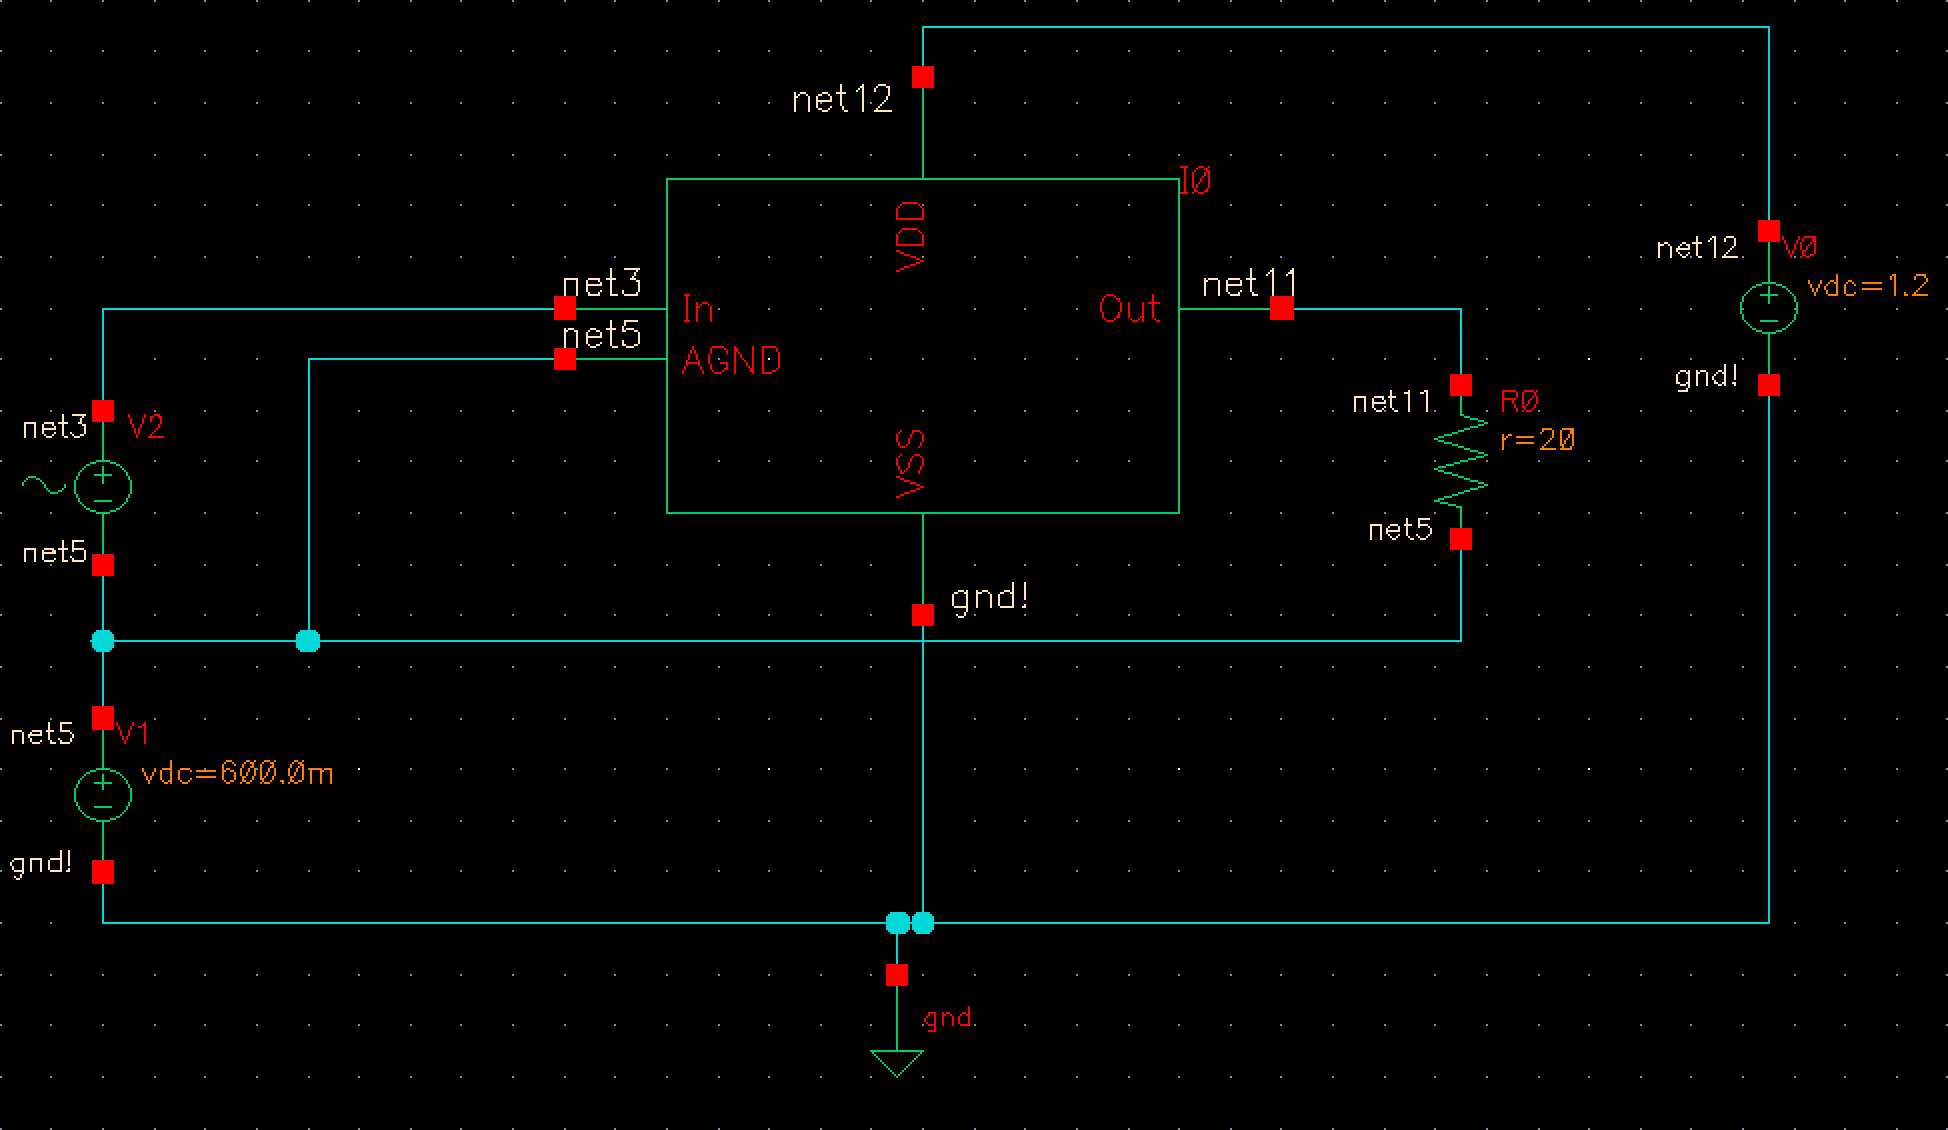 net12
I0
VDD
net12
V0
vdc=1.2
net3
In
net11
Out
net5
AGND
gnd!
net3
V2
net11
R0
r=20
VSS
net5
net5
gnd!
net5
V1
vdc=600.0m
gnd!
gnd